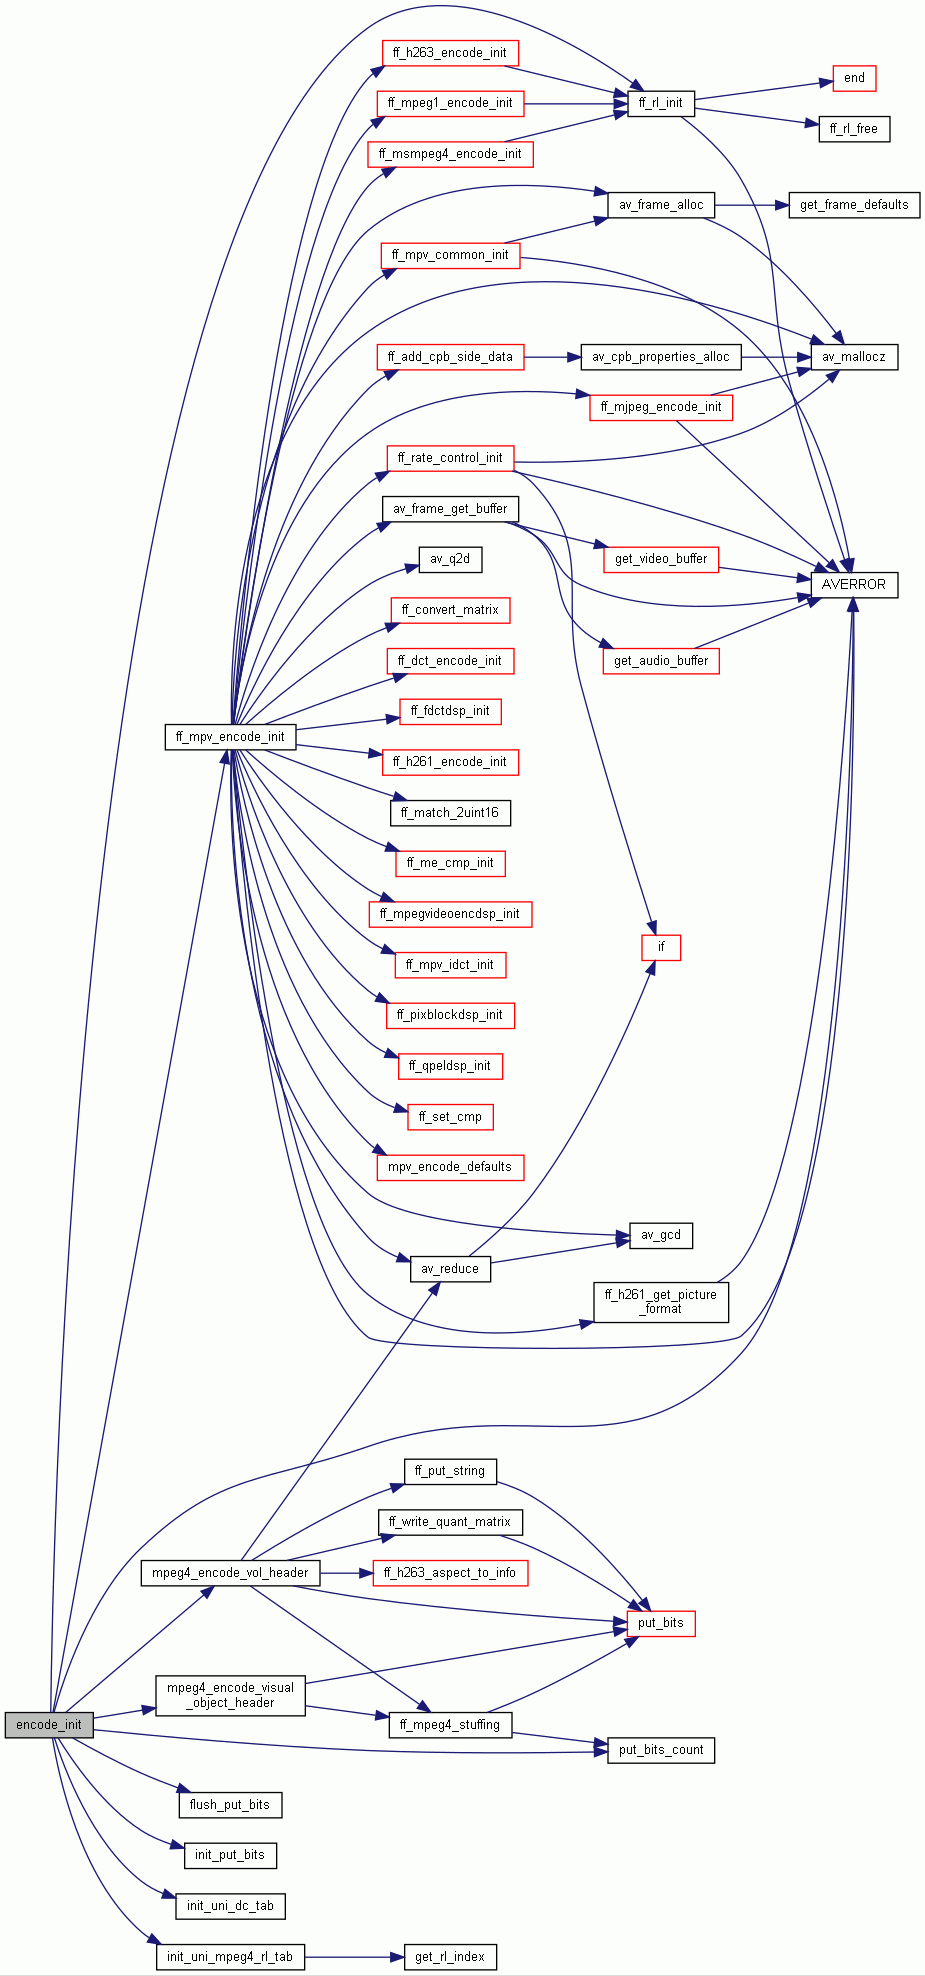 ff_h263_encode_init
end
ff_mpeg1_encode_init
ff_rl_init
ff_rl_free
ff_msmpeg4_encode_init
av_frame_alloc
get_frame_defaults
ff_mpv_common_init
ff_add_cpb_side_data
av_cpb_properties_alloc
av_mallocz
ff_mjpeg_encode_init
ff_rate_control_init
av_frame_get_buffer
av_q2d
get_video_buffer
AVERROR
ff_convert_matrix
ff_dct_encode_init
get_audio_buffer
ff_fdctdsp_init
ff_mpv_encode_init
ff_h261_encode_init
ff_match_2uint16
ff_me_cmp_init
ff_mpegvideoencdsp_init
if
ff_mpv_idct_init
ff_pixblockdsp_init
ff_qpeldsp_init
ff_set_cmp
mpv_encode_defaults
av_gcd
av_reduce
ff_h261_get_picture
_format
ff_put_string
ff_write_quant_matrix
mpeg4_encode_vol_header
ff_h263_aspect_to_info
put_bits
mpeg4_encode_visual
_object_header
encode_init
ff_mpeg4_stuffing
put_bits_count
flush_put_bits
init_put_bits
init_uni_dc_tab
init_uni_mpeg4_rl_tab
get_rl_index